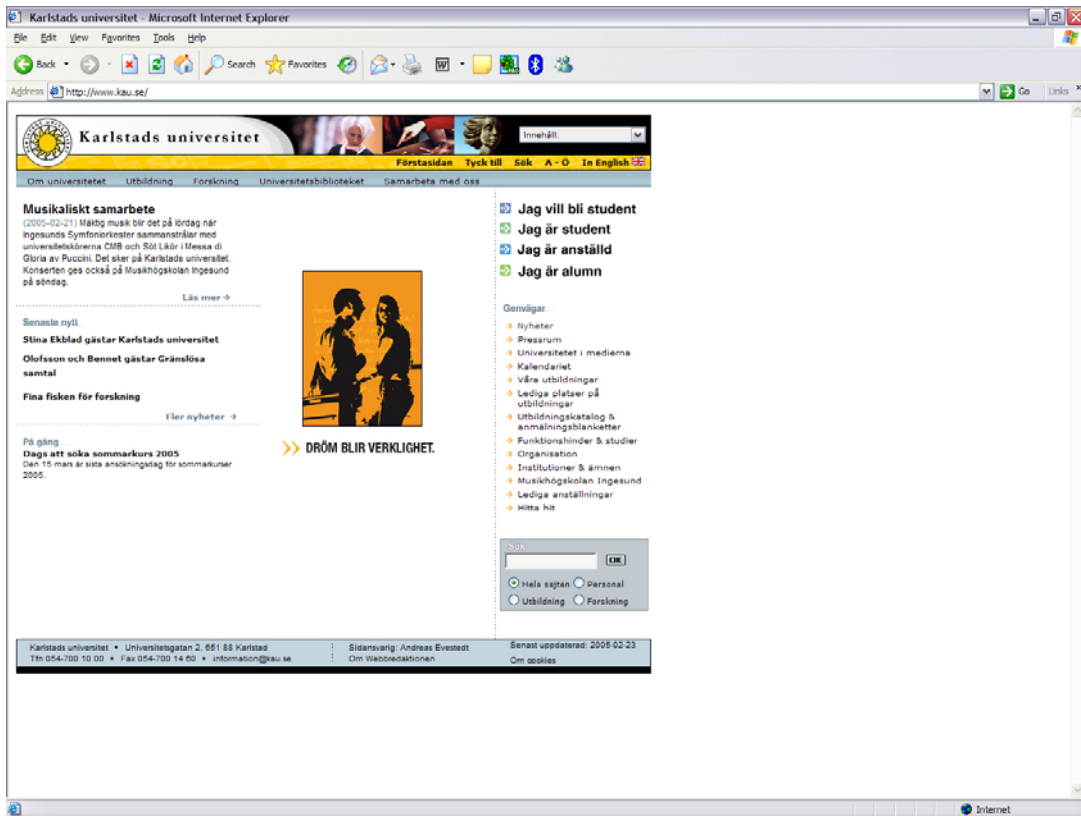 Karlstads universitet - Microsoft Internet Explorer
File Edit View Favorites Tools Help
Back Search Favorites
Address http://www.kau.se/ Go Links
Karlstads universitet
Innehåll:
Förstasidan Tyck till Sök A - Ö In English
Om universitetet Utbildning Forskning Universitetsbiblioteket Samarbeta med oss
Musikaliskt samarbete
(2005-02-21) Mäktig musik blir det på lördag när
Ingesunds Symfoniorkester sammanstrålar med
universitetskörerna CMB och Söt Likör i Messa di
Gloria av Puccini. Det sker på Karlstads universitet.
Konserten ges också på Musikhögskolan Ingesund
på söndag.
Läs mer
Senaste nytt
Stina Ekblad gästar Karlstads universitet
Olofsson och Bennet gästar Gränslösa
samtal
Fina fisken för forskning
Fler nyheter
På gång
Dags att söka sommarkurs 2005
Den 15 mars är sista ansökningsdag för sommarkurser
2005.
DRÖM BLIR VERKLIGHET.
Jag vill bli student
Jag är student
Jag är anställd
Jag är alumn
Genvägar
Nyheter
Pressrum
Universitetet i medierna
Kalendariet
Våra utbildningar
Lediga platser på
utbildningar
Utbildningskatalog &
anmälningsblanketter
Funktionshinder & studier
Organisation
Institutioner & ämnen
Musikhögskolan Ingesund
Lediga anställningar
Hitta hit
Sök
OK
Hela sajten Personal
Utbildning Forskning
Karlstads universitet • Universitetsgatan 2, 651 88 Karlstad
Tfn 054-700 10 00 • Fax 054-700 14 60 • information@kau.se
Sidansvarig: Andreas Evestedt
Om Webbredaktionen
Senast uppdaterad: 2005-02-23
Om cookies
Internet